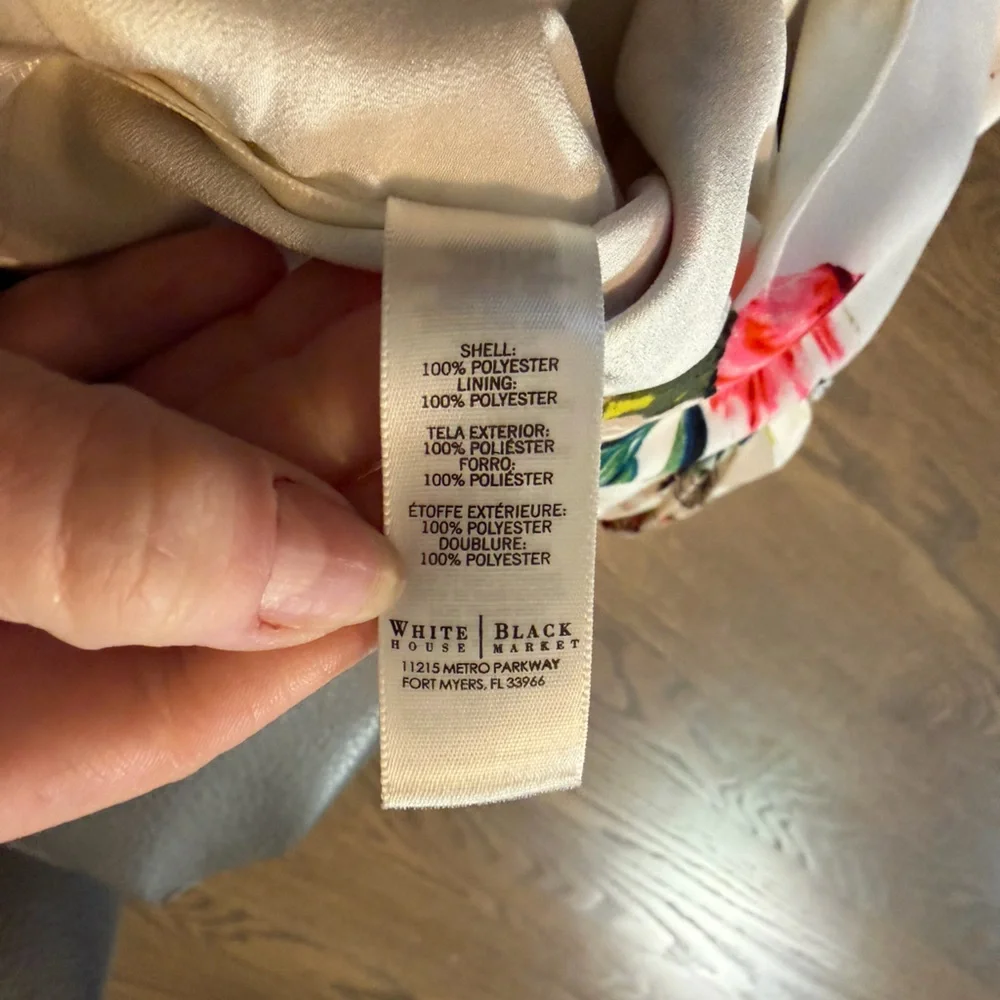 SHELL:
100% POLYESTER
LINING:
100% POLYESTER
TELA EXTERIOR:
100% POLIÉSTER
FORRO:
100% POLIÉSTER
ÉTOFFE EXTÉRIEURE:
100% POLYESTER
DOUBLURE:
100% POLYESTER
WHITE | BLACK
HOUSE | MARKET
11215 METRO PARKWAY
FORT MYERS, FL 33966